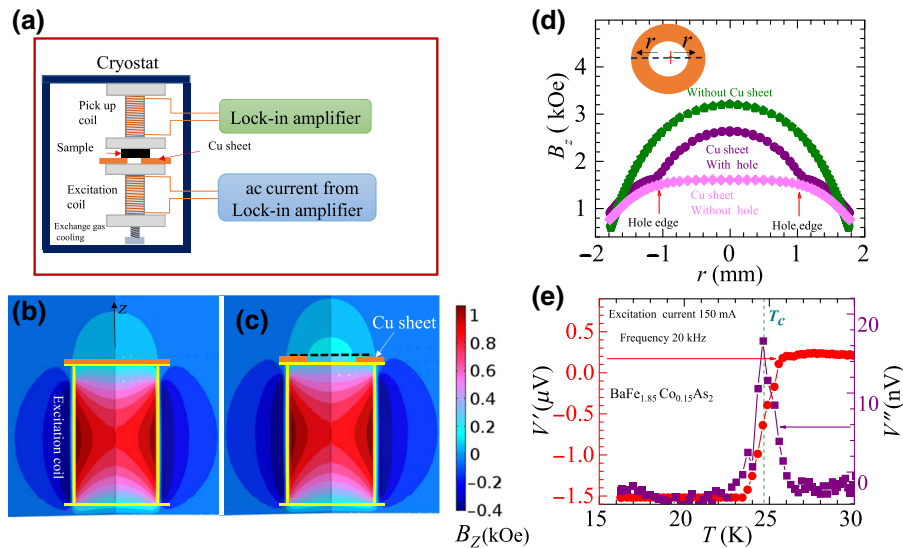 (a)
Cryostat
Pick up
coil
Lock-in amplifier
Sample
Cu sheet
Excitation
coil
ac current from
Lock-in amplifier
Exchange gas
cooling
(b)
z
Excitation coil
(c)
Cu sheet
1
0.8
0.6
0.4
0.2
0
−0.2
−0.4
B_Z(kOe)
(d)
r r
Without Cu sheet
Cu sheet
With hole
Cu sheet
Without hole
Hole edge
Hole edge
B_z ( kOe)
4
3
2
1
−2 −1 0 1 2
r (mm)
(e)
Excitation current 150 mA
T_c
Frequency 20 kHz
BaFe1.85Co0.15As2
V′(μV)
0.5
0.0
−0.5
−1.0
−1.5
V″(nV)
20
10
0
15 20 25 30
T (K)